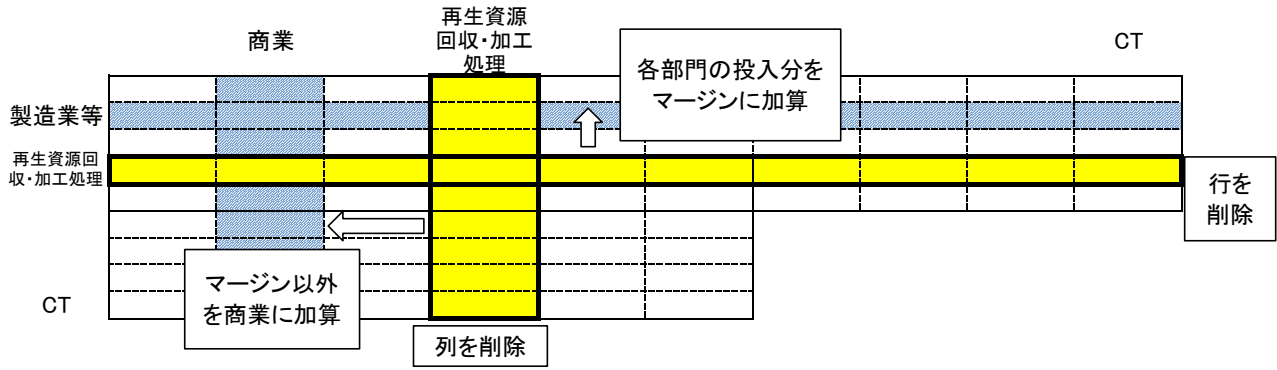 商業
再生資源
回収・加工
処理
CT
各部門の投入分を
マージンに加算
製造業等
再生資源回
収・加工処理
行を
削除
マージン以外
を商業に加算
CT
列を削除